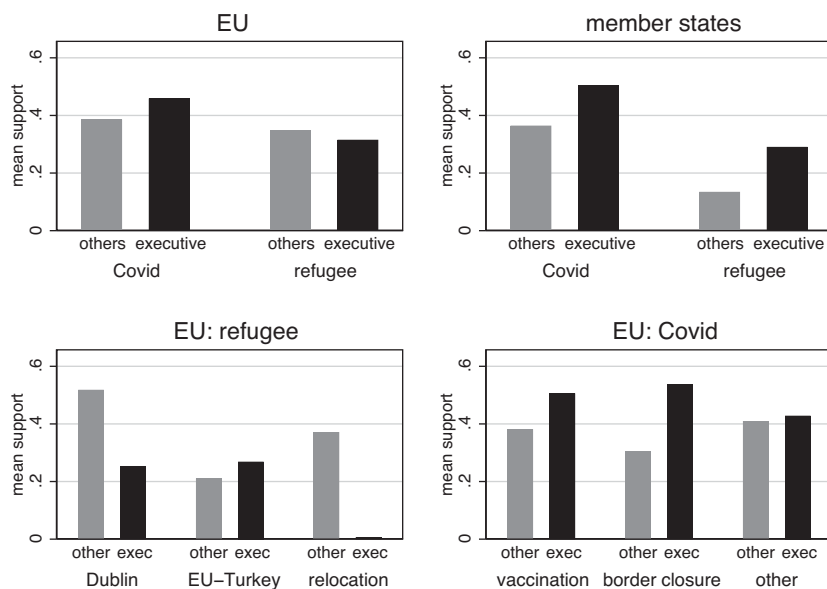 EU
mean support
.6
.4
.2
0
others executive others executive
Covid refugee
member states
mean support
.6
.4
.2
0
others executive others executive
Covid refugee
EU: refugee
mean support
.6
.4
.2
0
other exec other exec other exec
Dublin EU–Turkey relocation
EU: Covid
mean support
.6
.4
.2
0
other exec other exec other exec
vaccination border closure other